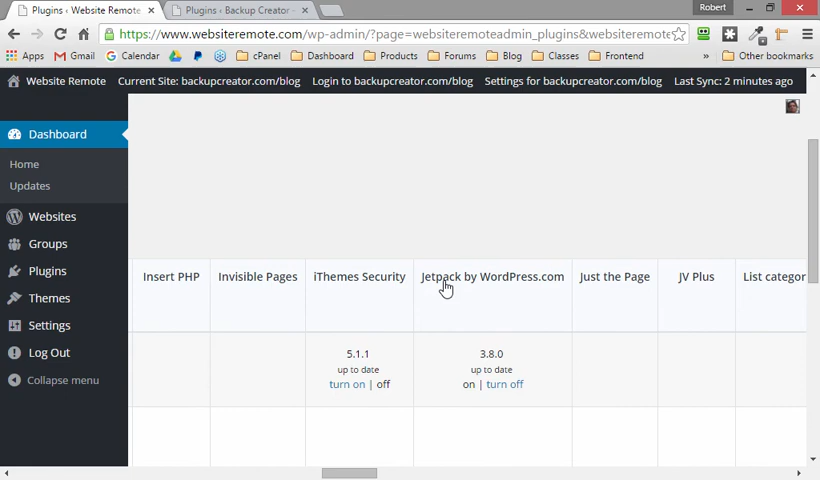 Robert
Plugins ‹ Website Remote
Plugins ‹ Backup Creator -
https://www.websiteremote.com/wp-admin/?page=websiteremoteadmin_plugins&websiteremote
Apps Gmail Calendar cPanel Dashboard Products Forums Blog Classes Frontend » Other bookmarks
Website Remote Current Site: backupcreator.com/blog Login to backupcreator.com/blog Settings for backupcreator.com/blog Last Sync: 2 minutes ago
Dashboard
Home
Updates
Websites
Groups
Plugins
Themes
Settings
Log Out
Collapse menu
Insert PHP Invisible Pages iThemes Security Jetpack by WordPress.com Just the Page JV Plus List categor
5.1.1 3.8.0
up to date up to date
turn on | off on | turn off